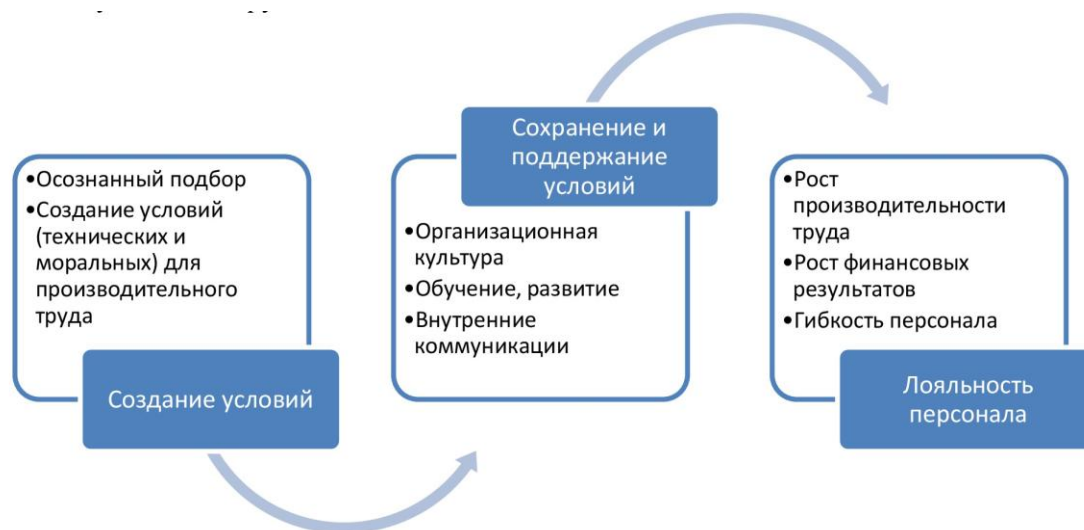 •Осознанный подбор
•Создание условий
(технических и
моральных) для
производительного
труда
Создание условий
Сохранение и
поддержание
условий
•Организационная
культура
•Обучение, развитие
•Внутренние
коммуникации
•Рост
производительности
труда
•Рост финансовых
результатов
•Гибкость персонала
Лояльность
персонала